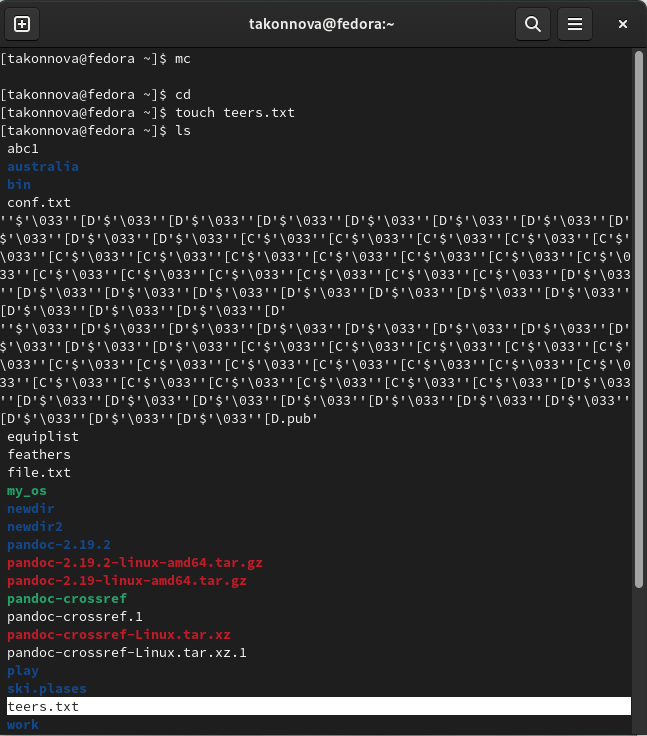 takonnova@fedora:~
[takonnova@fedora ~]$ mc
[takonnova@fedora ~]$ cd
[takonnova@fedora ~]$ touch teers.txt
[takonnova@fedora ~]$ ls
abc1
australia
bin
conf.txt
''$'\033''[D'$'\033''[D'$'\033''[D'$'\033''[D'$'\033''[D'$'\033''[D'$'\033''[D'
$'\033''[D'$'\033''[D'$'\033''[C'$'\033''[C'$'\033''[C'$'\033''[C'$'\033''[C'$'
\033''[C'$'\033''[C'$'\033''[C'$'\033''[C'$'\033''[C'$'\033''[C'$'\033''[C'$'\0
33''[C'$'\033''[C'$'\033''[C'$'\033''[C'$'\033''[C'$'\033''[C'$'\033''[D'$'\033
''[D'$'\033''[D'$'\033''[D'$'\033''[D'$'\033''[D'$'\033''[D'$'\033''[D'$'\033''
[D'$'\033''[D'$'\033''[D'$'\033''[D'
''$'\033''[D'$'\033''[D'$'\033''[D'$'\033''[D'$'\033''[D'$'\033''[D'$'\033''[D'
$'\033''[D'$'\033''[D'$'\033''[C'$'\033''[C'$'\033''[C'$'\033''[C'$'\033''[C'$'
\033''[C'$'\033''[C'$'\033''[C'$'\033''[C'$'\033''[C'$'\033''[C'$'\033''[C'$'\0
33''[C'$'\033''[C'$'\033''[C'$'\033''[C'$'\033''[C'$'\033''[C'$'\033''[D'$'\033
''[D'$'\033''[D'$'\033''[D'$'\033''[D'$'\033''[D'$'\033''[D'$'\033''[D'$'\033''
[D'$'\033''[D'$'\033''[D'$'\033''[D.pub'
equiplist
feathers
file.txt
my_os
newdir
newdir2
pandoc-2.19.2
pandoc-2.19.2-linux-amd64.tar.gz
pandoc-2.19-linux-amd64.tar.gz
pandoc-crossref
pandoc-crossref.1
pandoc-crossref-Linux.tar.xz
pandoc-crossref-Linux.tar.xz.1
play
ski.plases
teers.txt
work